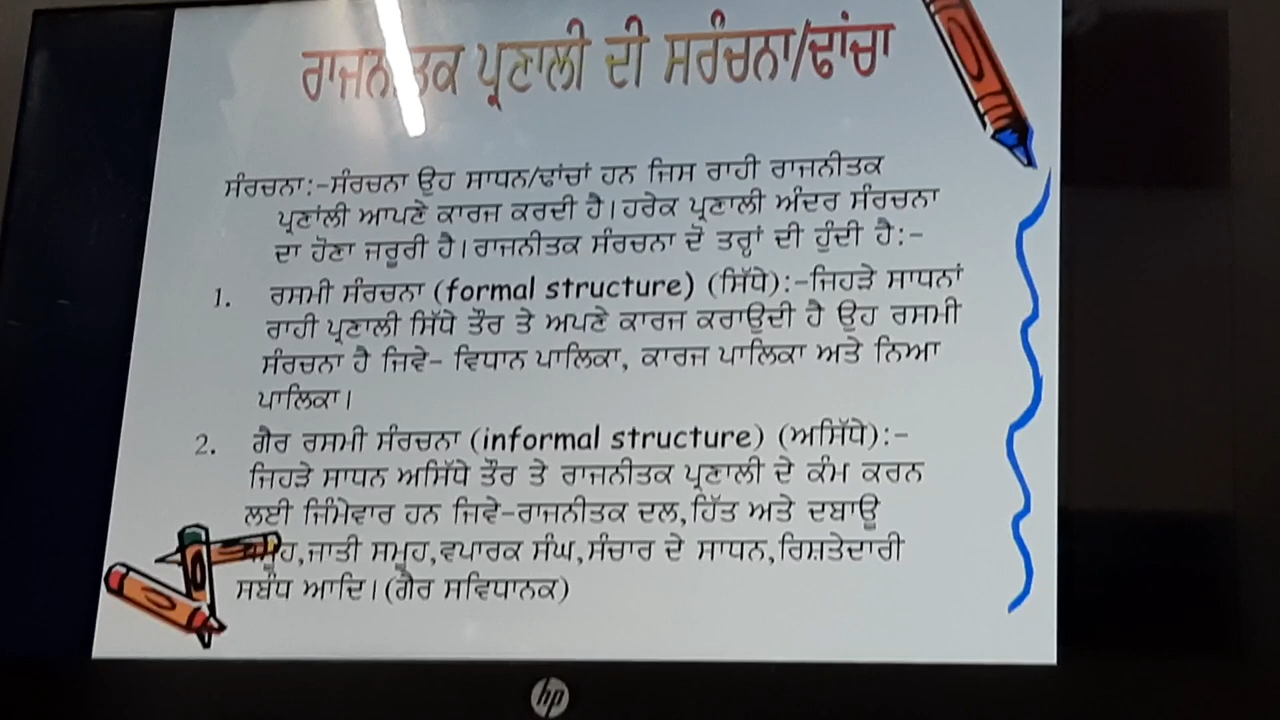 ਰਾਜਨੀਤਕ ਪ੍ਰਣਾਲੀ ਦੀ ਸਰੰਚਨਾ/ਢਾਂਚਾ
ਸੰਰਚਨਾ:-ਸੰਰਚਨਾ ਉਹ ਸਾਧਨ/ਢਾਂਚਾਂ ਹਨ ਜਿਸ ਰਾਹੀ ਰਾਜਨੀਤਕ
ਪ੍ਰਣਾਂਲੀ ਆਪਣੇ ਕਾਰਜ ਕਰਦੀ ਹੈ।ਹਰੇਕ ਪ੍ਰਣਾਲੀ ਅੰਦਰ ਸੰਰਚਨਾ
ਦਾ ਹੋਣਾ ਜਰੂਰੀ ਹੈ।ਰਾਜਨੀਤਕ ਸੰਰਚਨਾ ਦੋ ਤਰ੍ਹਾਂ ਦੀ ਹੁੰਦੀ ਹੈ:-
1. ਰਸਮੀ ਸੰਰਚਨਾ (formal structure) (ਸਿੱਧੇ):-ਜਿਹੜੇ ਸਾਧਨਾਂ
ਰਾਹੀ ਪ੍ਰਣਾਲੀ ਸਿੱਧੇ ਤੌਰ ਤੇ ਅਪਣੇ ਕਾਰਜ ਕਰਾਉਦੀ ਹੈ ਉਹ ਰਸਮੀ
ਸੰਰਚਨਾ ਹੈ ਜਿਵੇ- ਵਿਧਾਨ ਪਾਲਿਕਾ, ਕਾਰਜ ਪਾਲਿਕਾ ਅਤੇ ਨਿਆ
ਪਾਲਿਕਾ।
2. ਗੈਰ ਰਸਮੀ ਸੰਰਚਨਾ (informal structure) (ਅਸਿੱਧੇ):-
ਜਿਹੜੇ ਸਾਧਨ ਅਸਿੱਧੇ ਤੌਰ ਤੇ ਰਾਜਨੀਤਕ ਪ੍ਰਣਾਲੀ ਦੇ ਕੰਮ ਕਰਨ
ਲਈ ਜਿੰਮੇਵਾਰ ਹਨ ਜਿਵੇ-ਰਾਜਨੀਤਕ ਦਲ,ਹਿੱਤ ਅਤੇ ਦਬਾਊ
ਸਮੂਹ,ਜਾਤੀ ਸਮੂਹ,ਵਪਾਰਕ ਸੰਘ,ਸੰਚਾਰ ਦੇ ਸਾਧਨ,ਰਿਸ਼ਤੇਦਾਰੀ
ਸਬੰਧ ਆਦਿ।(ਗੈਰ ਸਵਿਧਾਨਕ)
hp